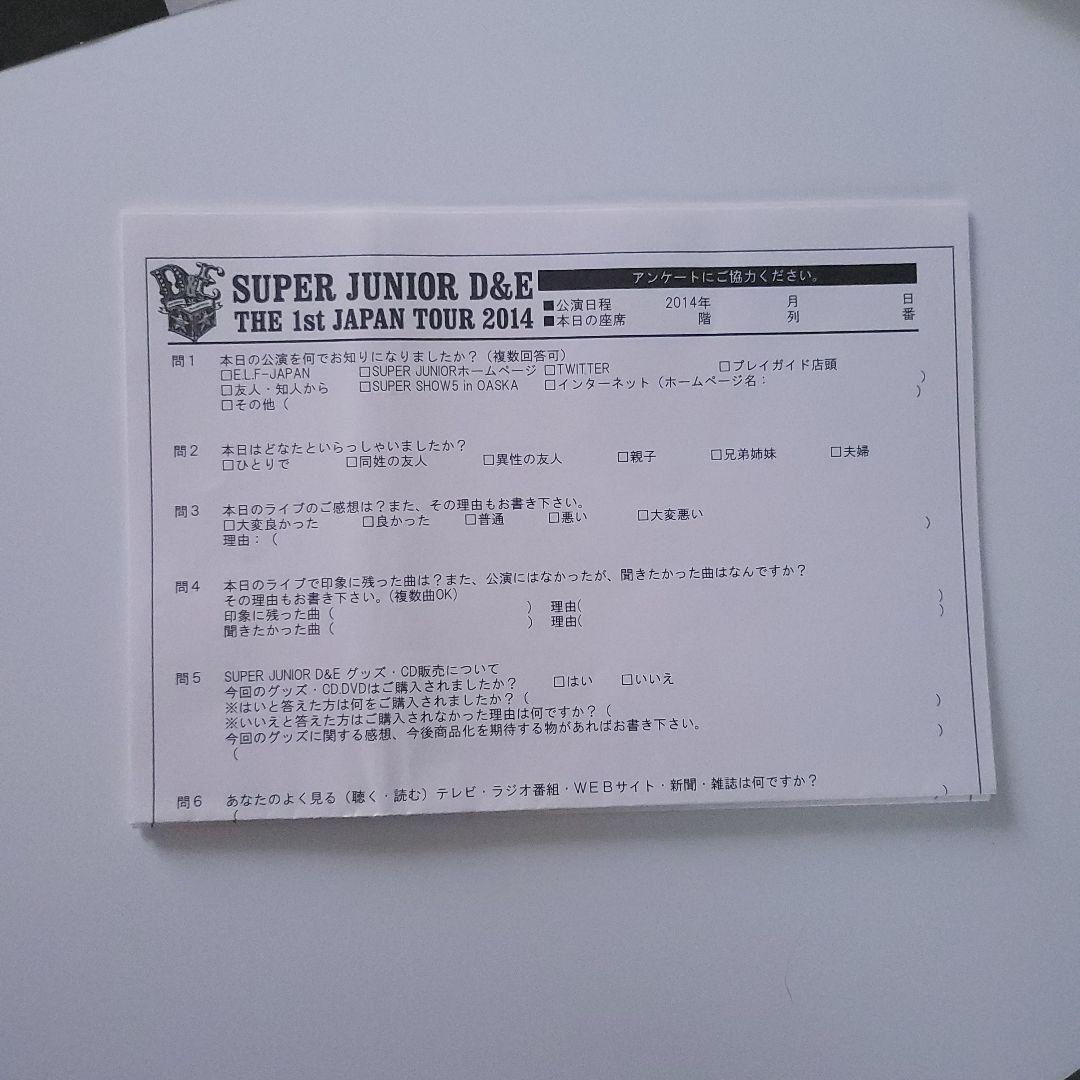 D&E SUPER JUNIOR D&E
THE 1st JAPAN TOUR 2014
アンケートにご協力ください。
■公演日程 2014年 月 日
■本日の座席 階 列 番
問1 本日の公演を何でお知りになりましたか?(複数回答可)
□E.L.F-JAPAN □SUPER JUNIORホームページ □TWITTER □プレイガイド店頭
□友人・知人から □SUPER SHOW5 in OASKA □インターネット(ホームページ名: )
□その他( )
問2 本日はどなたといらっしゃいましたか?
□ひとりで □同姓の友人 □異性の友人 □親子 □兄弟姉妹 □夫婦
問3 本日のライブのご感想は?また、その理由もお書き下さい。
□大変良かった □良かった □普通 □悪い □大変悪い
理由:( )
問4 本日のライブで印象に残った曲は?また、公演にはなかったが、聞きたかった曲はなんですか?
その理由もお書き下さい。(複数曲OK)
印象に残った曲( ) 理由( )
聞きたかった曲( ) 理由( )
問5 SUPER JUNIOR D&E グッズ・CD販売について
今回のグッズ・CD.DVDはご購入されましたか? □はい □いいえ
※はいと答えた方は何をご購入されましたか?( )
※いいえと答えた方はご購入されなかった理由は何ですか?( )
今回のグッズに関する感想、今後商品化を期待する物があればお書き下さい。
( )
問6 あなたのよく見る(聴く・読む)テレビ・ラジオ番組・WEBサイト・新聞・雑誌は何ですか?
( )